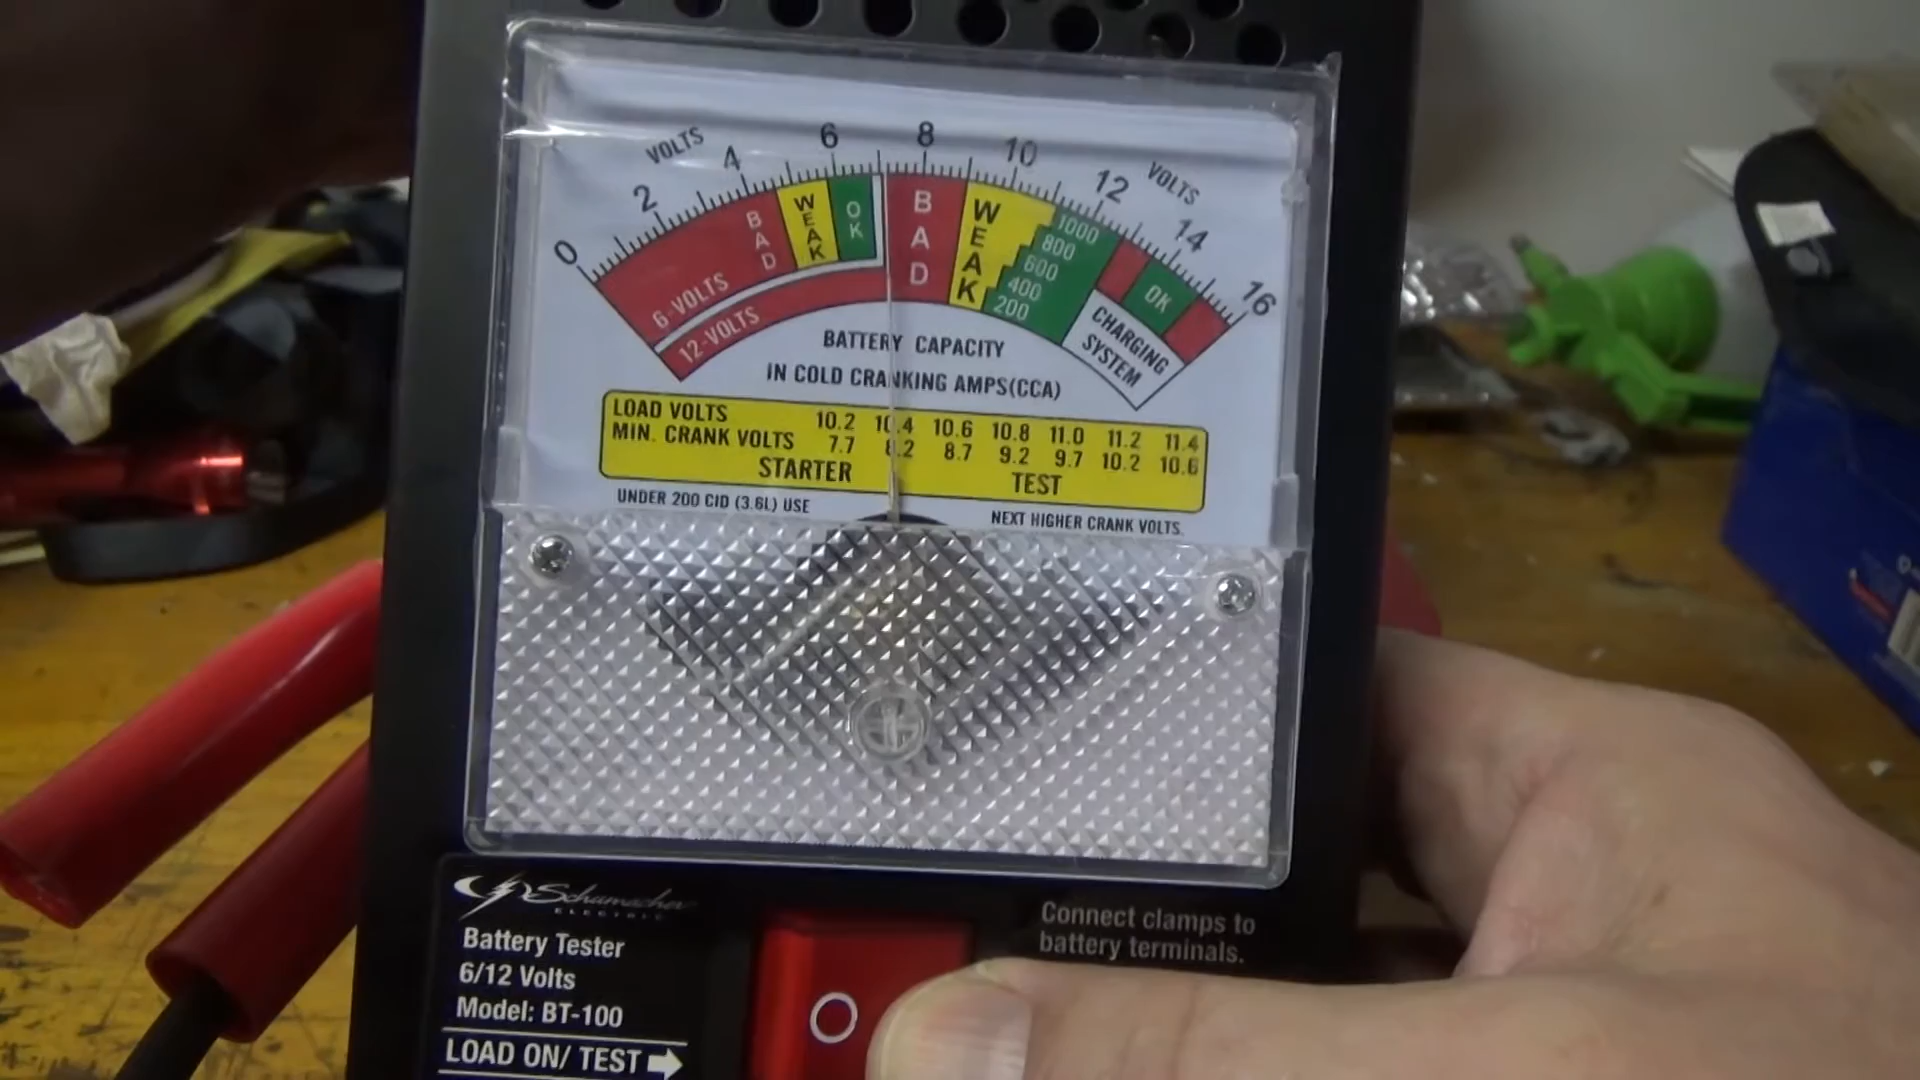 VOLTS
VOLTS
0 2 4 6 8 10 12 14 16
BAD
WEAK
OK
BAD
WEAK
1000
800
600
400
200
OK
6-VOLTS
12-VOLTS
CHARGING
SYSTEM
BATTERY CAPACITY
IN COLD CRANKING AMPS(CCA)
LOAD VOLTS 10.2 10.4 10.6 10.8 11.0 11.2 11.4
MIN. CRANK VOLTS 7.7 8.2 8.7 9.2 9.7 10.2 10.6
STARTER TEST
UNDER 200 CID (3.6L) USE
NEXT HIGHER CRANK VOLTS.
Schumacher
ELECTRIC
Battery Tester
6/12 Volts
Model: BT-100
LOAD ON/ TEST
Connect clamps to
battery terminals.